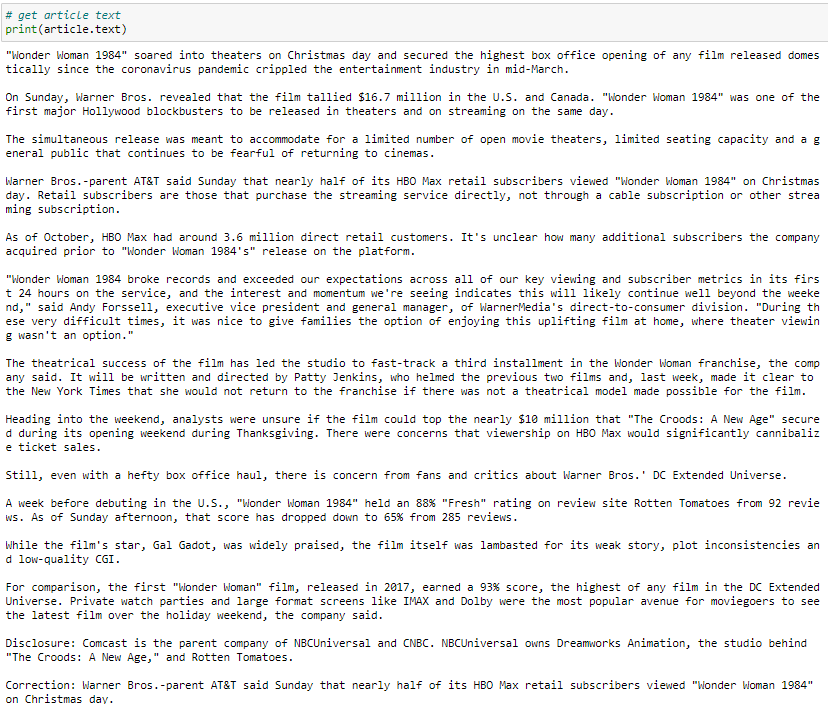 # get article text
print(article.text)
"Wonder Woman 1984" soared into theaters on Christmas day and secured the highest box office opening of any film released domes
tically since the coronavirus pandemic crippled the entertainment industry in mid-March.
On Sunday, Warner Bros. revealed that the film tallied $16.7 million in the U.S. and Canada. "Wonder Woman 1984" was one of the
first major Hollywood blockbusters to be released in theaters and on streaming on the same day.
The simultaneous release was meant to accommodate for a limited number of open movie theaters, limited seating capacity and a g
eneral public that continues to be fearful of returning to cinemas.
Warner Bros.-parent AT&T said Sunday that nearly half of its HBO Max retail subscribers viewed "Wonder Woman 1984" on Christmas
day. Retail subscribers are those that purchase the streaming service directly, not through a cable subscription or other strea
ming subscription.
As of October, HBO Max had around 3.6 million direct retail customers. It's unclear how many additional subscribers the company
acquired prior to "Wonder Woman 1984's" release on the platform.
"Wonder Woman 1984 broke records and exceeded our expectations across all of our key viewing and subscriber metrics in its firs
t 24 hours on the service, and the interest and momentum we're seeing indicates this will likely continue well beyond the weeke
nd," said Andy Forssell, executive vice president and general manager, of WarnerMedia's direct-to-consumer division. "During th
ese very difficult times, it was nice to give families the option of enjoying this uplifting film at home, where theater viewin
g wasn't an option."
The theatrical success of the film has led the studio to fast-track a third installment in the Wonder Woman franchise, the comp
any said. It will be written and directed by Patty Jenkins, who helmed the previous two films and, last week, made it clear to
the New York Times that she would not return to the franchise if there was not a theatrical model made possible for the film.
Heading into the weekend, analysts were unsure if the film could top the nearly $10 million that "The Croods: A New Age" secure
d during its opening weekend during Thanksgiving. There were concerns that viewership on HBO Max would significantly cannibaliz
e ticket sales.
Still, even with a hefty box office haul, there is concern from fans and critics about Warner Bros.' DC Extended Universe.
A week before debuting in the U.S., "Wonder Woman 1984" held an 88% "Fresh" rating on review site Rotten Tomatoes from 92 revie
ws. As of Sunday afternoon, that score has dropped down to 65% from 285 reviews.
While the film's star, Gal Gadot, was widely praised, the film itself was lambasted for its weak story, plot inconsistencies an
d low-quality CGI.
For comparison, the first "Wonder Woman" film, released in 2017, earned a 93% score, the highest of any film in the DC Extended
Universe. Private watch parties and large format screens like IMAX and Dolby were the most popular avenue for moviegoers to see
the latest film over the holiday weekend, the company said.
Disclosure: Comcast is the parent company of NBCUniversal and CNBC. NBCUniversal owns Dreamworks Animation, the studio behind
"The Croods: A New Age," and Rotten Tomatoes.
Correction: Warner Bros.-parent AT&T said Sunday that nearly half of its HBO Max retail subscribers viewed "Wonder Woman 1984"
on Christmas day.